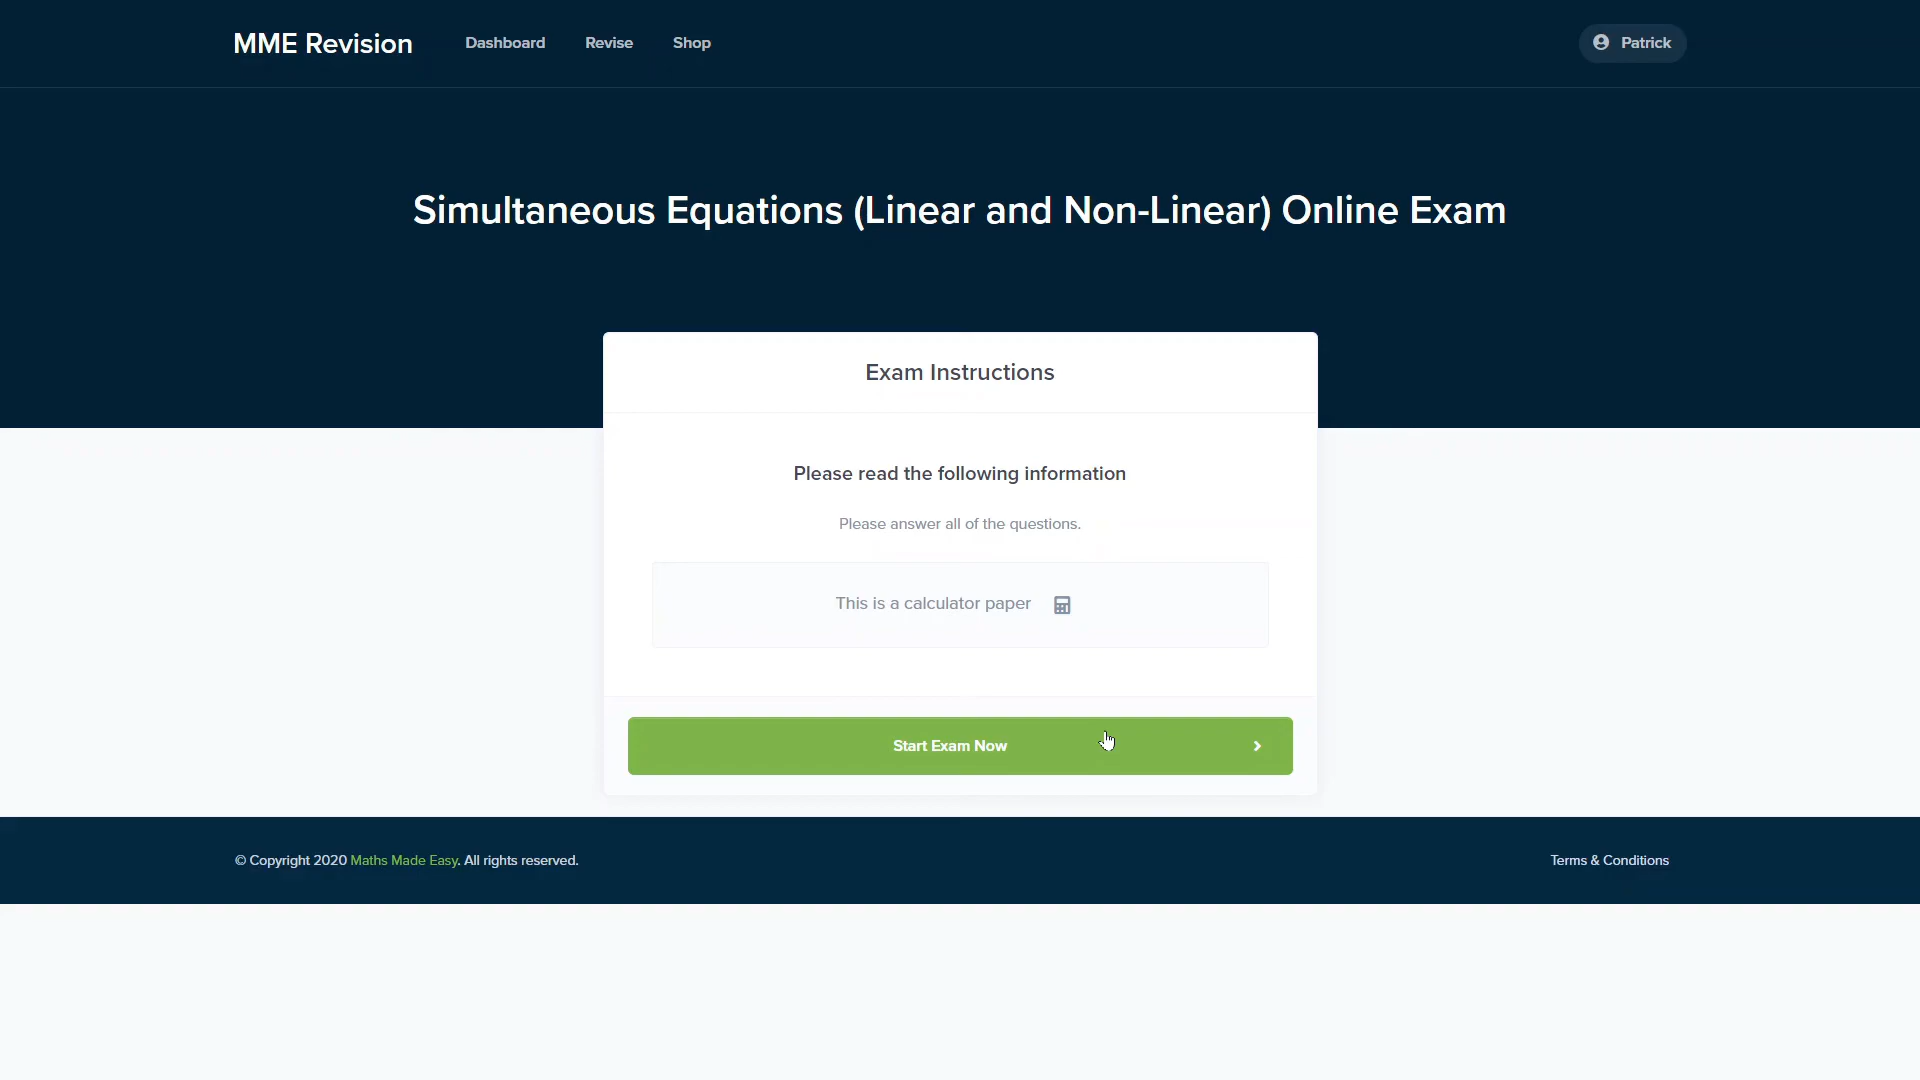 MME Revision
Dashboard
Revise
Shop
Patrick
Simultaneous Equations (Linear and Non-Linear) Online Exam
Exam Instructions
Please read the following information
Please answer all of the questions.
This is a calculator paper
Start Exam Now
© Copyright 2020 Maths Made Easy. All rights reserved.
Terms & Conditions